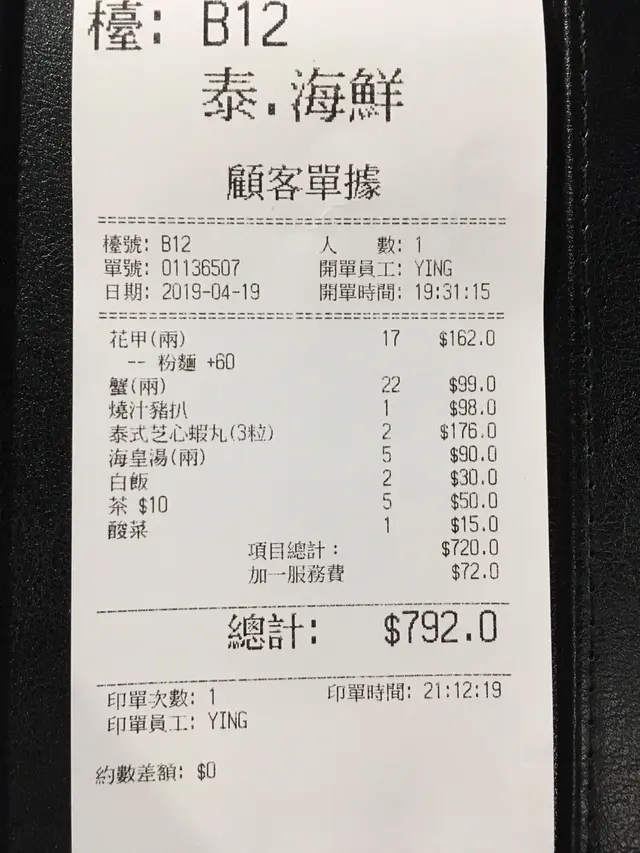 檯: B12
泰.海鮮
顧客單據
檯號: B12 人 數: 1
單號: 01136507 開單員工: YING
日期: 2019-04-19 開單時間: 19:31:15
花甲(兩) 17 $162.0
-- 粉麵 +60
蟹(兩) 22 $99.0
燒汁豬扒 1 $98.0
泰式芝心蝦丸(3粒) 2 $176.0
海皇湯(兩) 5 $90.0
白飯 2 $30.0
茶 $10 5 $50.0
酸菜 1 $15.0
項目總計： $720.0
加一服務費 $72.0
總計: $792.0
印單次數: 1 印單時間: 21:12:19
印單員工: YING
約數差額: $0